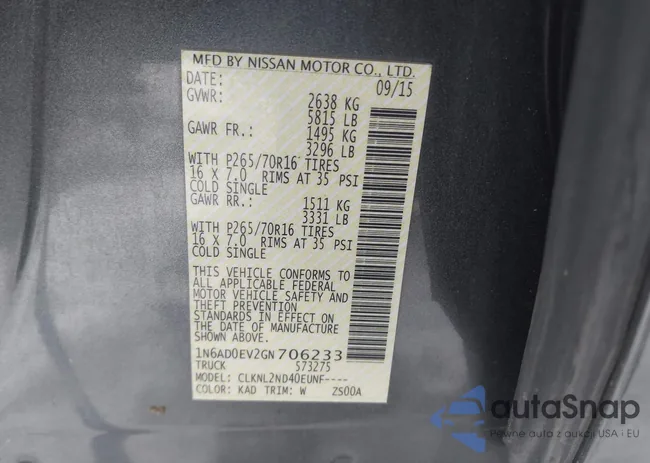 MFD BY NISSAN MOTOR CO., LTD.
DATE: 09/15
GVWR: 2638 KG
5815 LB
GAWR FR.: 1495 KG
3296 LB
WITH P265/70R16 TIRES
16 X 7.0 RIMS AT 35 PSI
COLD SINGLE
GAWR RR.: 1511 KG
3331 LB
WITH P265/70R16 TIRES
16 X 7.0 RIMS AT 35 PSI
COLD SINGLE
THIS VEHICLE CONFORMS TO
ALL APPLICABLE FEDERAL
MOTOR VEHICLE SAFETY AND
THEFT PREVENTION
STANDARDS IN EFFECT ON
THE DATE OF MANUFACTURE
SHOWN ABOVE.
1N6AD0EV2GN706233
TRUCK 573275
MODEL: CLKNL2ND40EUNF----
COLOR: KAD TRIM: W ZS00A
autaSnap
Pewne auta z aukcji USA i EU